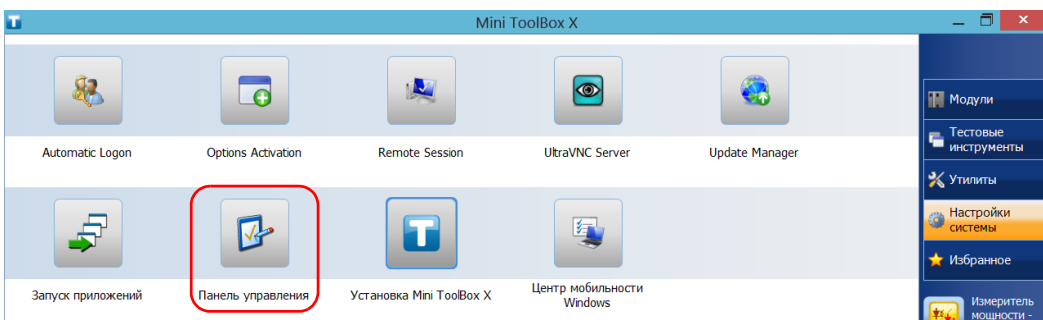 Mini ToolBox X
Automatic Logon
Options Activation
Remote Session
UltraVNC Server
Update Manager
Запуск приложений
Панель управления
Установка Mini ToolBox X
Центр мобильности
Windows
Модули
Тестовые
инструменты
Утилиты
Настройки
системы
Избранное
Измеритель
мощности -